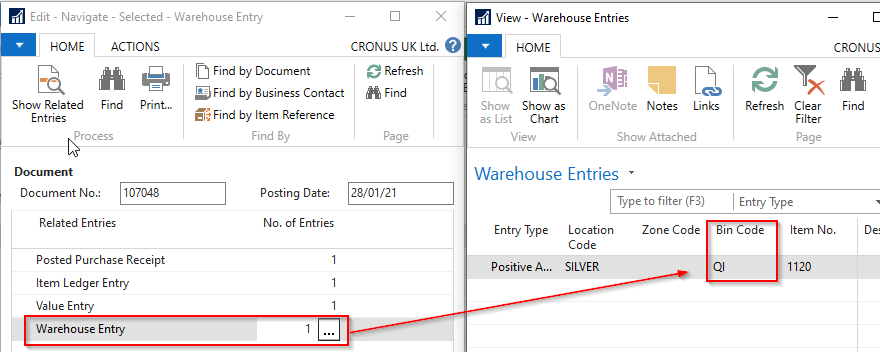 Edit - Navigate - Selected - Warehouse Entry
HOME ACTIONS CRONUS UK Ltd. ?
Show Related
Entries
Find
Print...
Process
Find by Document
Find by Business Contact
Find by Item Reference
Find By
Refresh
Find
Page
Document
Document No.: 107048 Posting Date: 28/01/21
Related Entries No. of Entries
Posted Purchase Receipt 1
Item Ledger Entry 1
Value Entry 1
Warehouse Entry 1 ...
View - Warehouse Entries
HOME CRONUS
Show
as List
Show as
Chart
View
OneNote
Notes
Links
Show Attached
Refresh
Clear
Filter
Find
Page
Warehouse Entries
Type to filter (F3) Entry Type
Entry Type Location
Code Zone Code Bin Code Item No. Des
Positive A... SILVER QI 1120